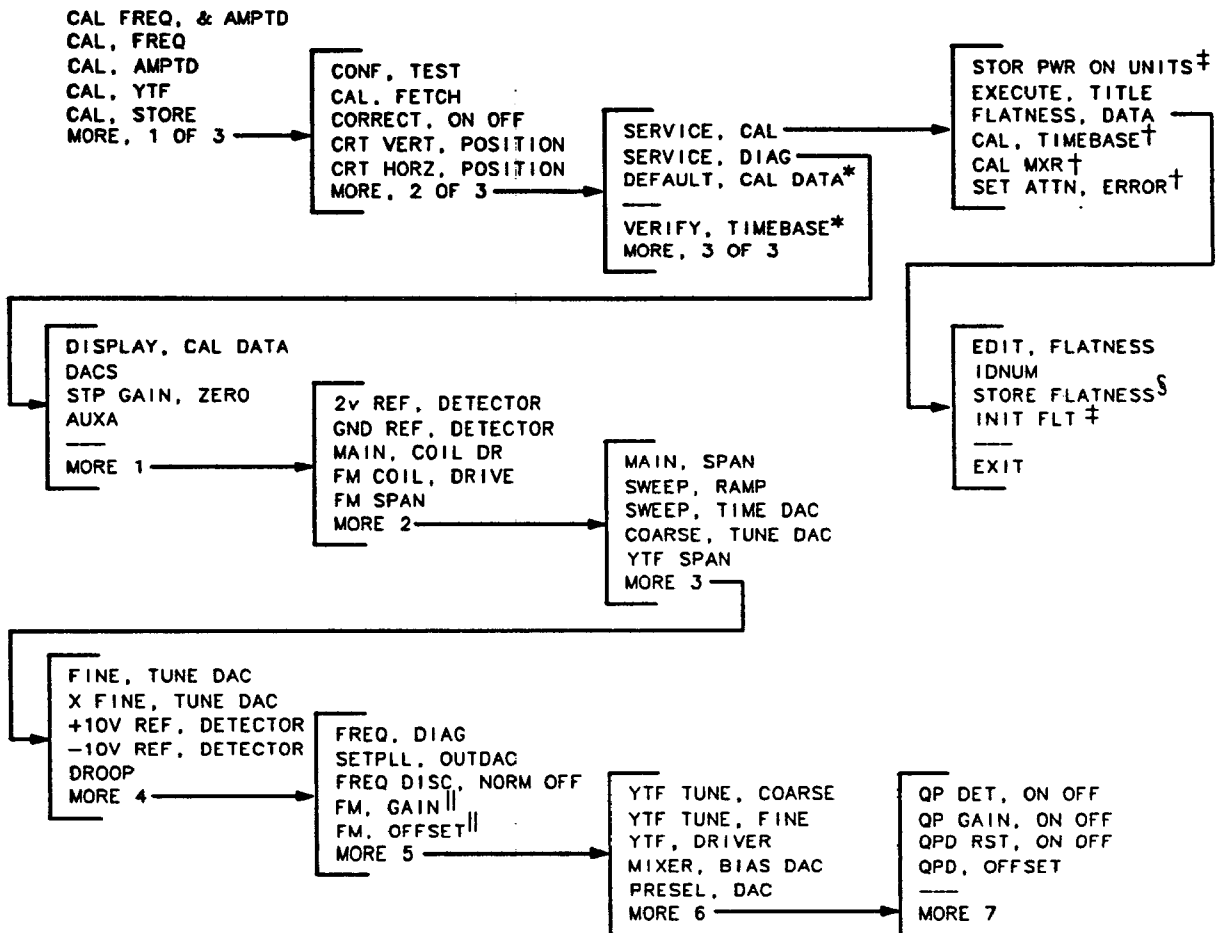 CAL FREQ, & AMPTD
CAL, FREQ
CAL, AMPTD
CAL, YTF
CAL, STORE
MORE, 1 OF 3
CONF, TEST
CAL, FETCH
CORRECT, ON OFF
CRT VERT, POSITION
CRT HORZ, POSITION
MORE, 2 OF 3
SERVICE, CAL
SERVICE, DIAG
DEFAULT, CAL DATA*
VERIFY, TIMEBASE*
MORE, 3 OF 3
STOR PWR ON UNITS‡
EXECUTE, TITLE
FLATNESS, DATA
CAL, TIMEBASE†
CAL MXR†
SET ATTN, ERROR†
EDIT, FLATNESS
IDNUM
STORE FLATNESS§
INIT FLT ‡
EXIT
DISPLAY, CAL DATA
DACS
STP GAIN, ZERO
AUXA
MORE 1
2v REF, DETECTOR
GND REF, DETECTOR
MAIN, COIL DR
FM COIL, DRIVE
FM SPAN
MORE 2
MAIN, SPAN
SWEEP, RAMP
SWEEP, TIME DAC
COARSE, TUNE DAC
YTF SPAN
MORE 3
FINE, TUNE DAC
X FINE, TUNE DAC
+10V REF, DETECTOR
-10V REF, DETECTOR
DROOP
MORE 4
FREQ, DIAG
SETPLL, OUTDAC
FREQ DISC, NORM OFF
FM, GAIN||
FM, OFFSET||
MORE 5
YTF TUNE, COARSE
YTF TUNE, FINE
YTF, DRIVER
MIXER, BIAS DAC
PRESEL, DAC
MORE 6
QP DET, ON OFF
QP GAIN, ON OFF
QPD RST, ON OFF
QPD, OFFSET
MORE 7